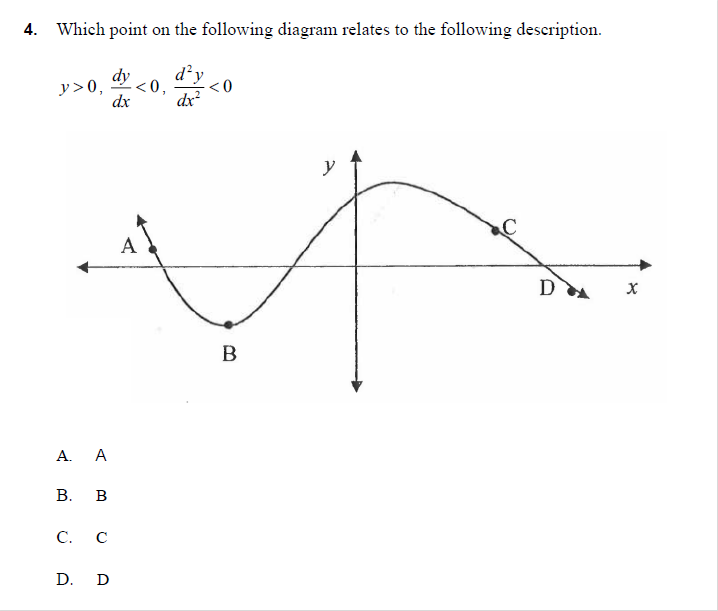 4. Which point on the following diagram relates to the following description.
y > 0, dy/dx < 0, d²y/dx² < 0
y
A
C
D
x
B
A. A
B. B
C. C
D. D